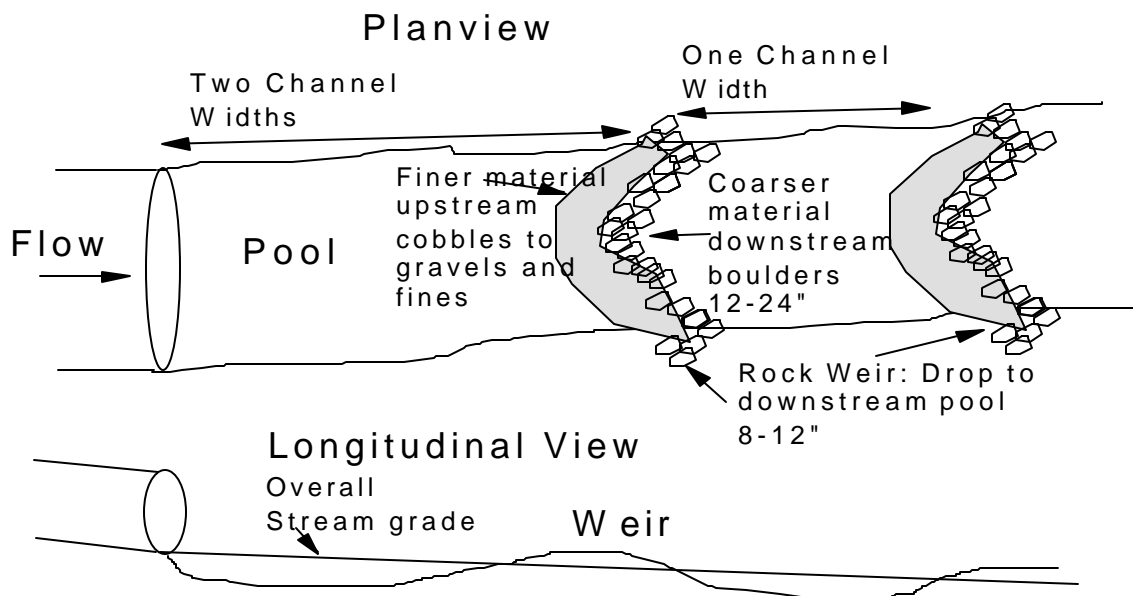 Planview
Two Channel
Widths
One Channel
Width
Finer material
upstream
cobbles to
gravels and
fines
Coarser
material
downstream
boulders
12-24"
Flow
Pool
Rock Weir: Drop to
downstream pool
8-12"
Longitudinal View
Overall
Stream grade
Weir